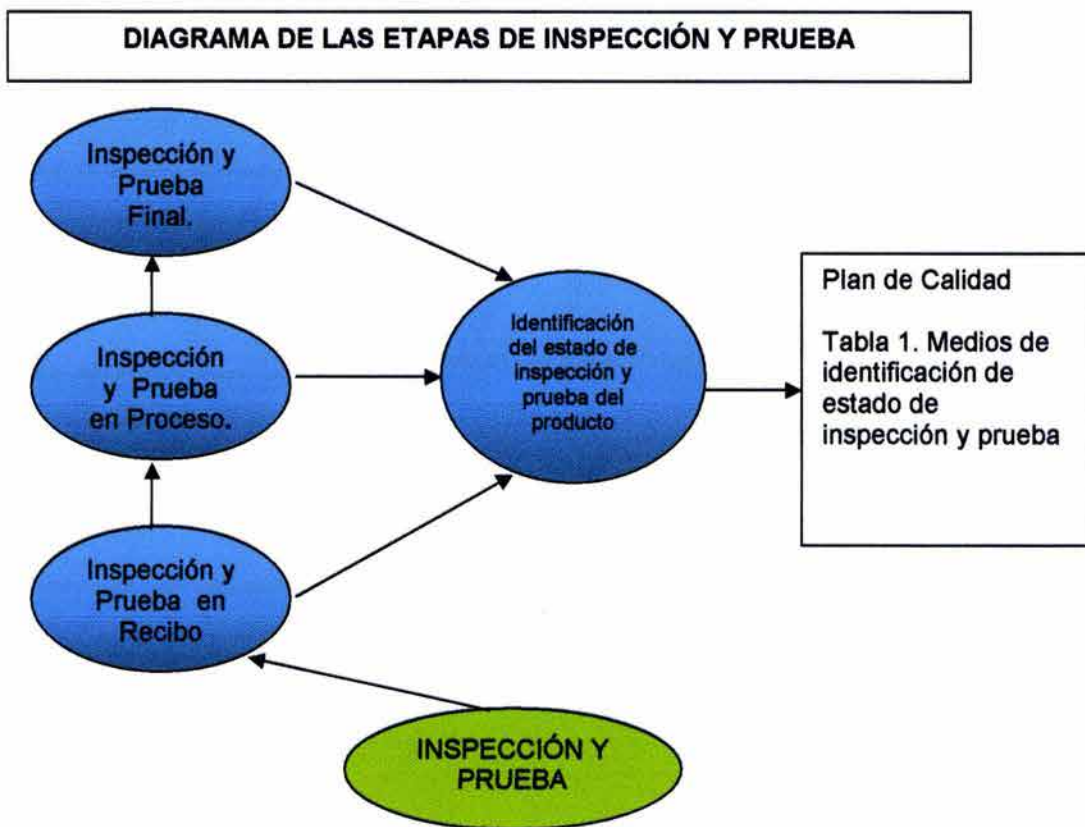 DIAGRAMA DE LAS ETAPAS DE INSPECCIÓN Y PRUEBA
Inspección y
Prueba
Final.
Inspección
y Prueba
en Proceso.
Inspección y
Prueba en
Recibo
Identificación
del estado de
inspección y
prueba del
producto
Plan de Calidad
Tabla 1. Medios de
identificación de
estado de
inspección y prueba
INSPECCIÓN Y
PRUEBA